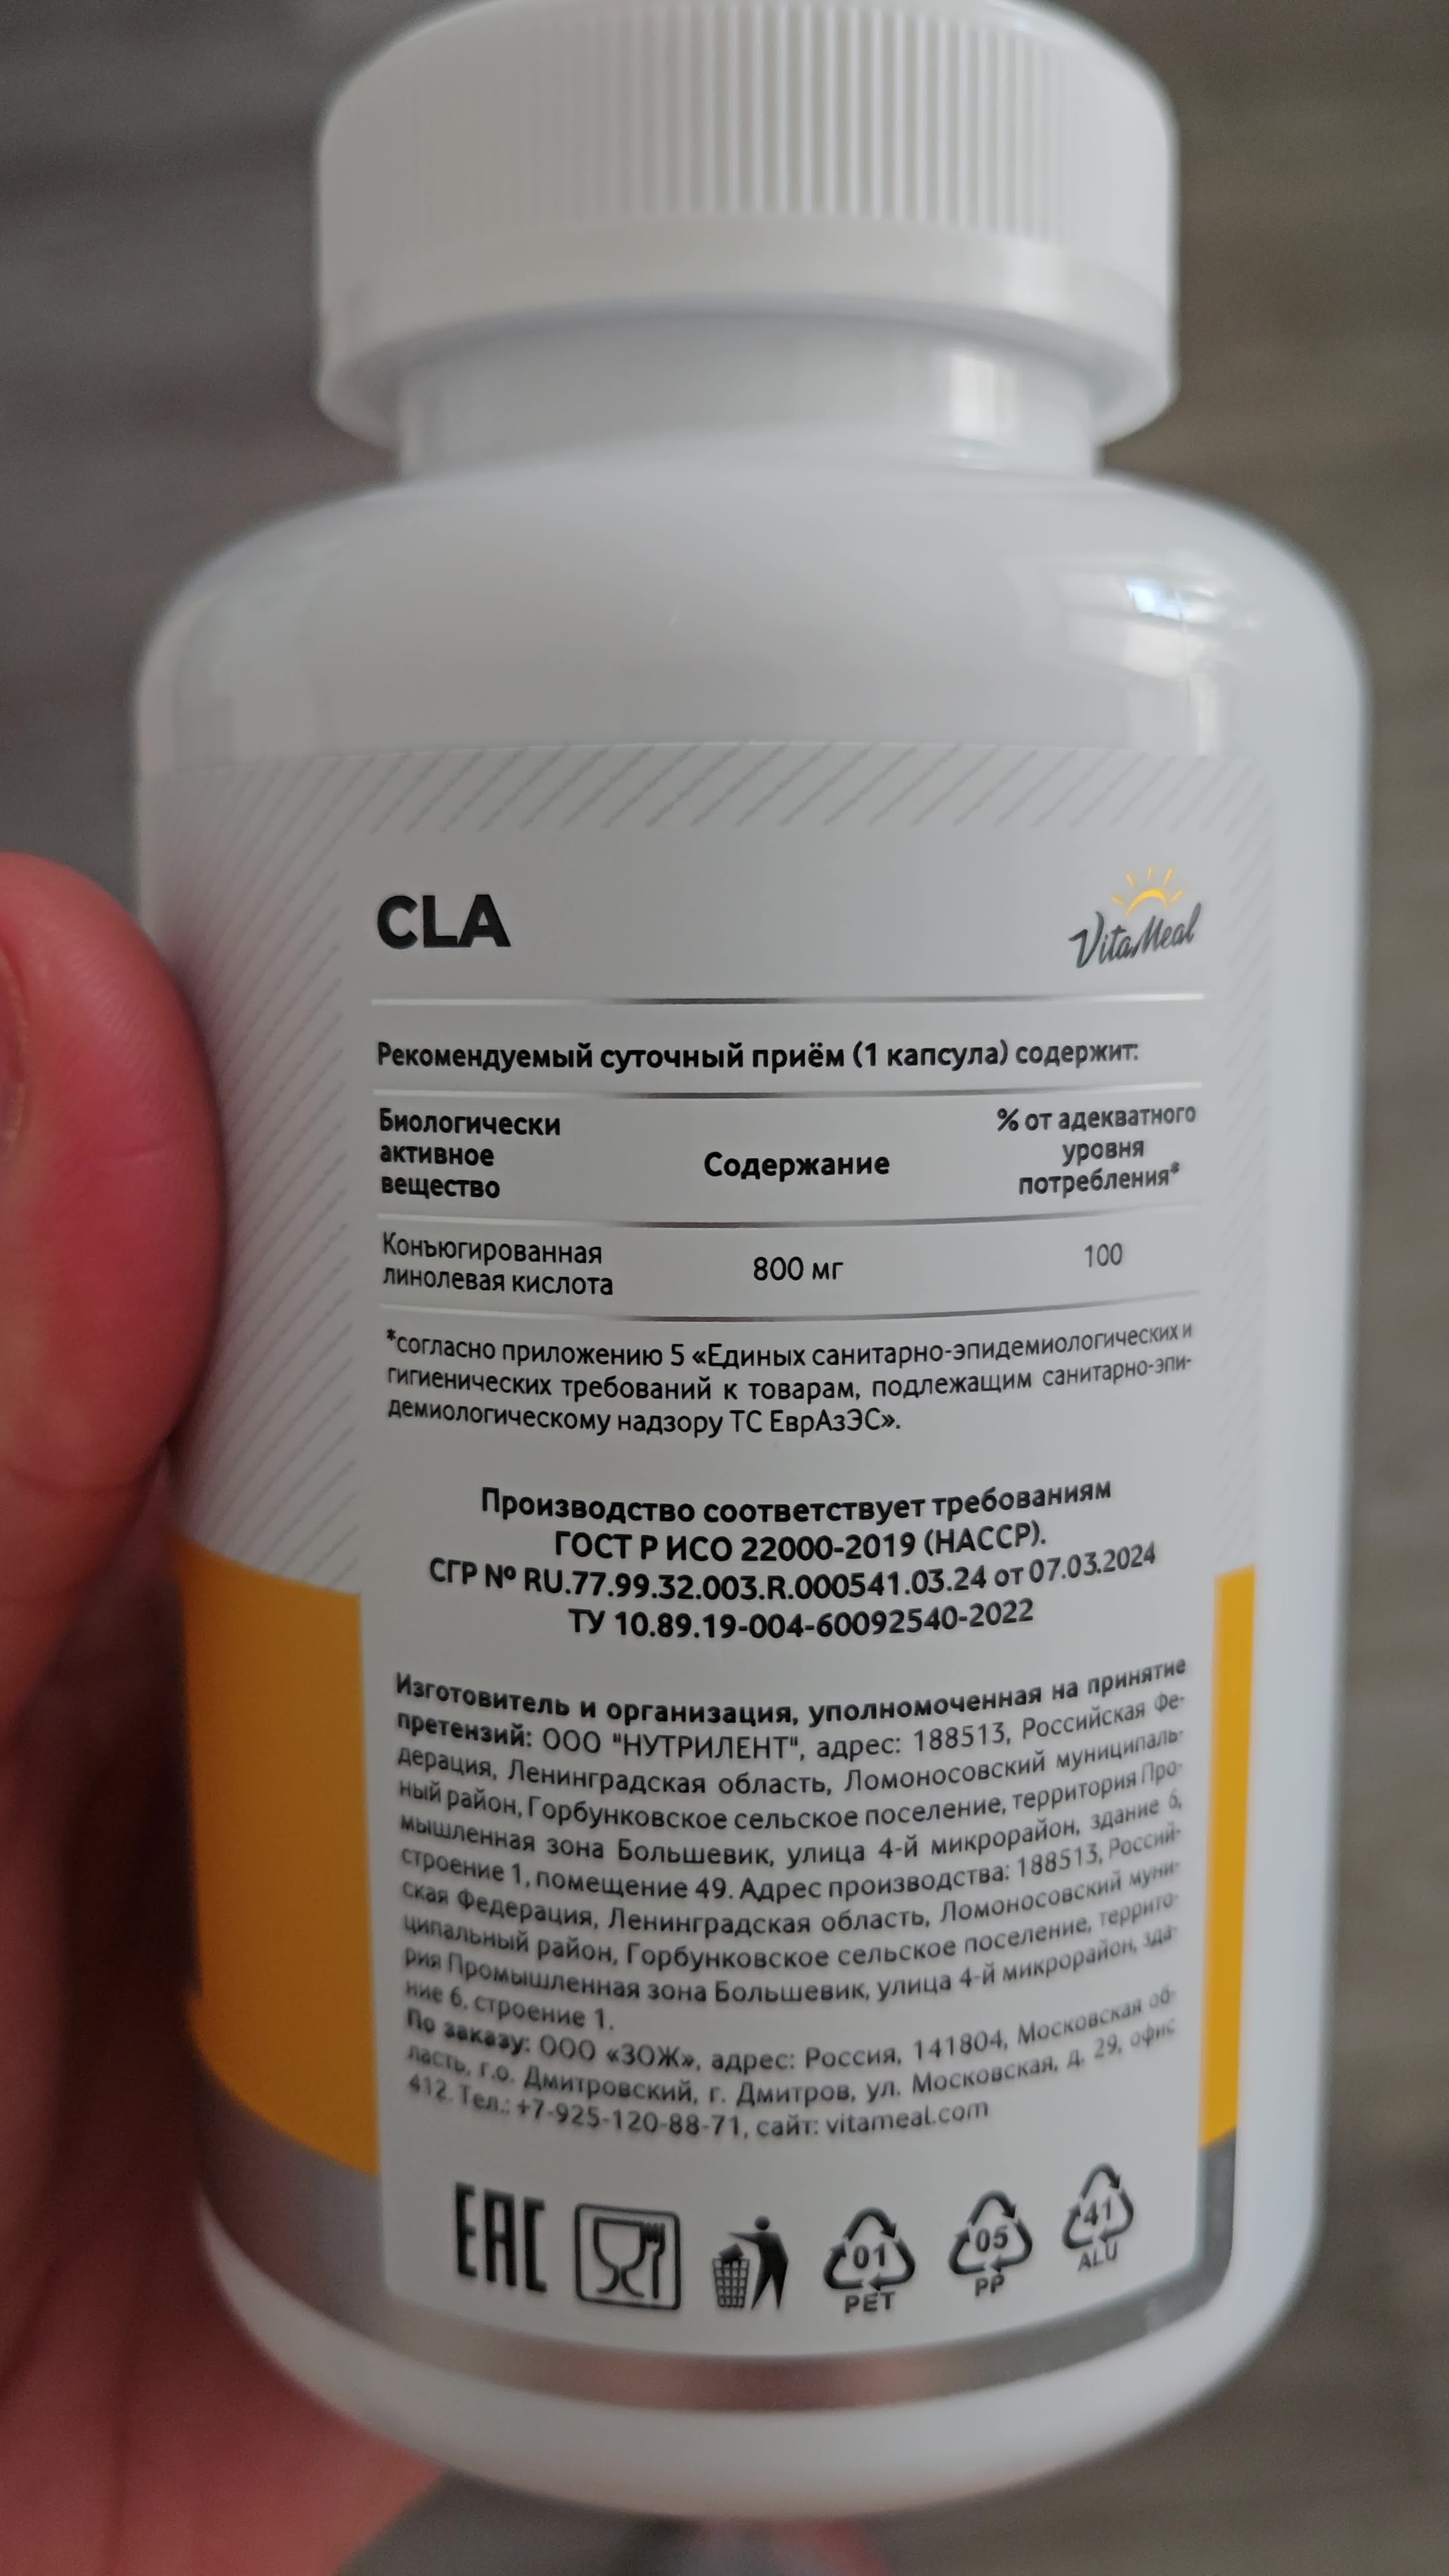 CLA
VitaMeal
Рекомендуемый суточный приём (1 капсула) содержит:
Биологически
активное
вещество
Содержание
% от адекватного
уровня
потребления*
Конъюгированная
линолевая кислота
800 мг
100
*согласно приложению 5 «Единых санитарно-эпидемиологических и
гигиенических требований к товарам, подлежащим санитарно-эпи-
демиологическому надзору ТС ЕврАзЭС».
Производство соответствует требованиям
ГОСТ Р ИСО 22000-2019 (HACCP).
СГР № RU.77.99.32.003.R.000541.03.24 от 07.03.2024
ТУ 10.89.19-004-60092540-2022
Изготовитель и организация, уполномоченная на принятие
претензий: ООО "НУТРИЛЕНТ", адрес: 188513, Российская Фе-
дерация, Ленинградская область, Ломоносовский муниципаль-
ный район, Горбунковское сельское поселение, территория Про-
мышленная зона Большевик, улица 4-й микрорайон, здание 6,
строение 1, помещение 49. Адрес производства: 188513, Россий-
ская Федерация, Ленинградская область, Ломоносовский муни-
ципальный район, Горбунковское сельское поселение, террито-
рия Промышленная зона Большевик, улица 4-й микрорайон, зда-
ние 6, строение 1.
По заказу: ООО «ЗОЖ», адрес: Россия, 141804, Московская об-
ласть, г.о. Дмитровский, г. Дмитров, ул. Московская, д. 29, офис
412. Тел.: +7-925-120-88-71, сайт: vitameal.com
EAC
01
PET
05
PP
41
ALU